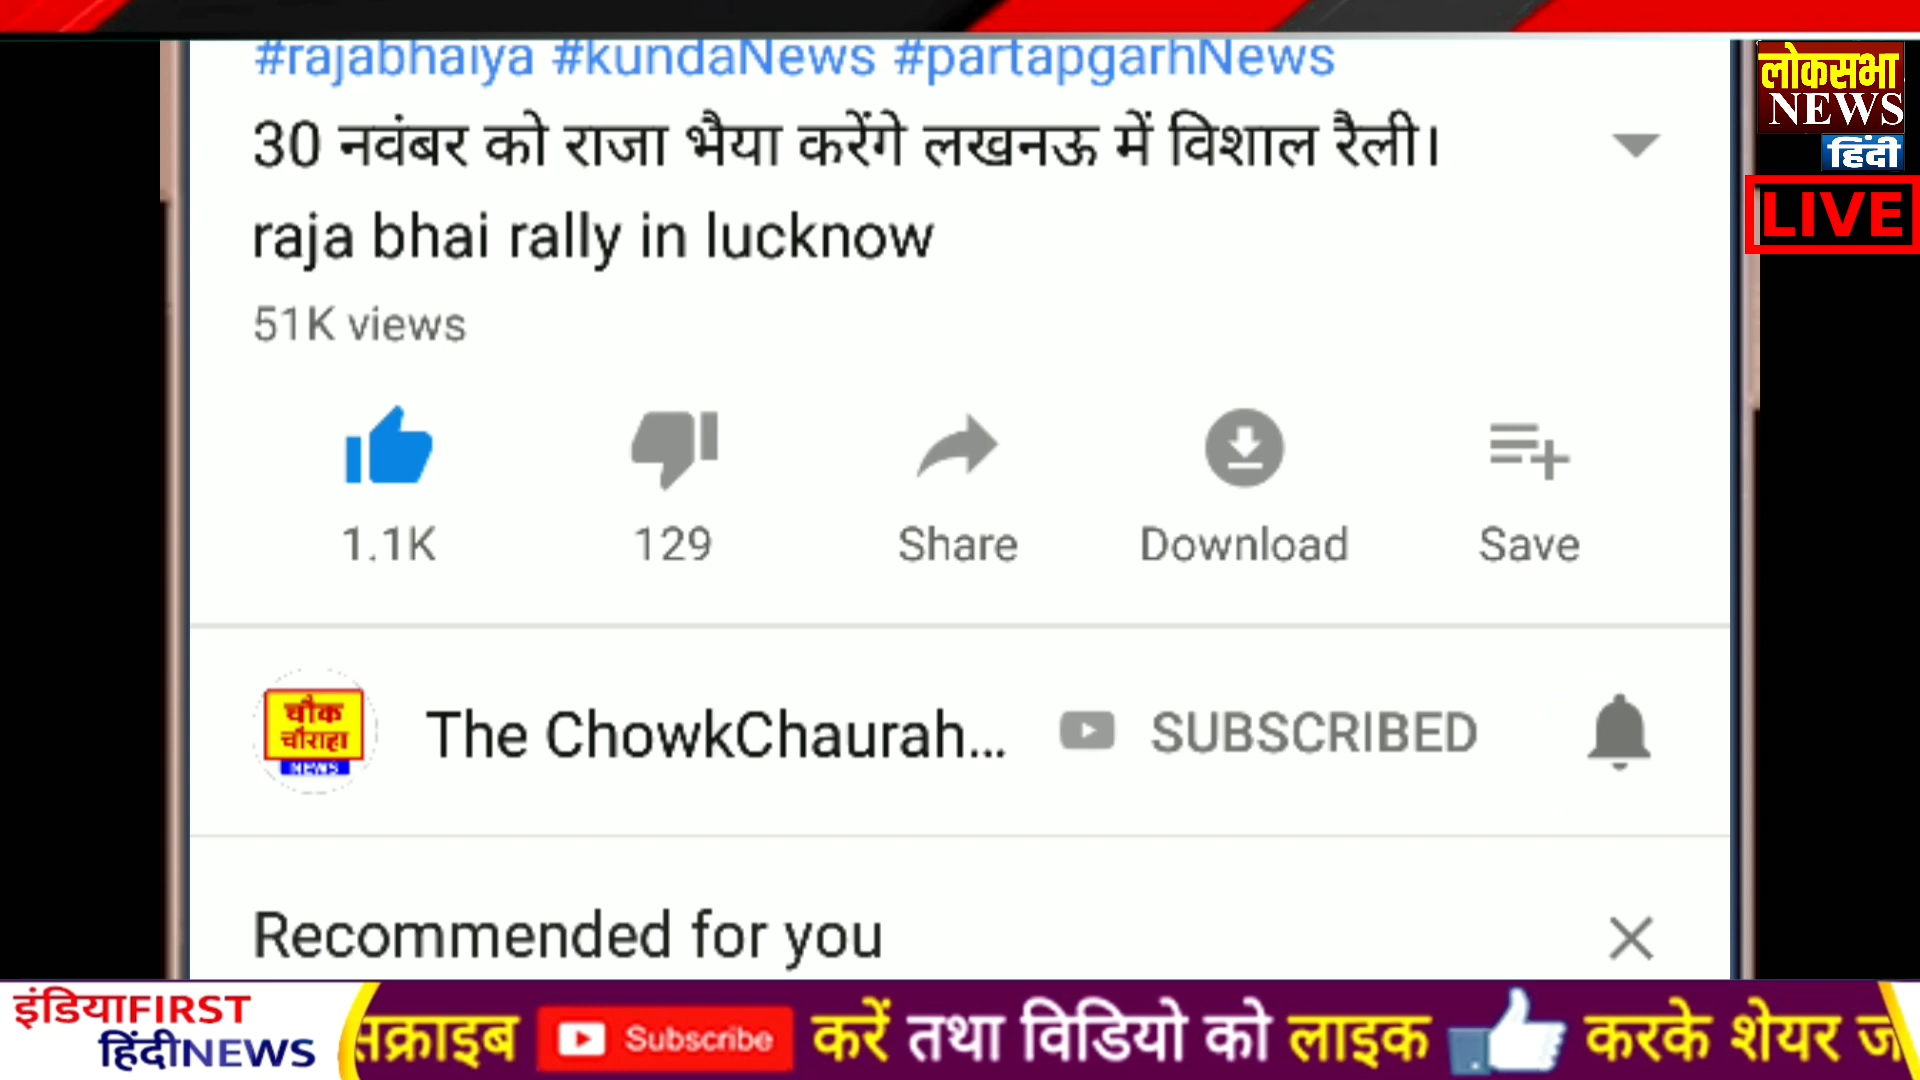 #rajabhaiya #kundaNews #partapgarhNews
30 नवंबर को राजा भैया करेंगे लखनऊ में विशाल रैली।
raja bhai rally in lucknow
51K views
1.1K
129
Share
Download
Save
चौक
चौराहा
NEWS
The ChowkChaurah...
SUBSCRIBED
Recommended for you
लोकसभा
NEWS
हिंदी
LIVE
इंडियाFIRST
हिंदीNEWS
सक्राइब Subscribe करें तथा विडियो को लाइक करके शेयर